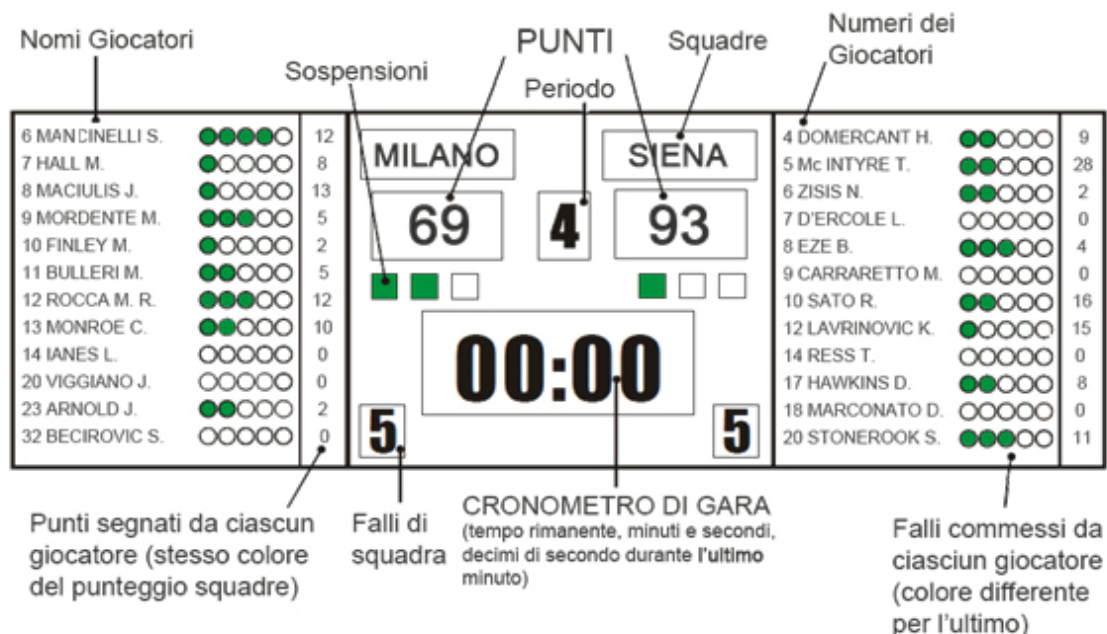 Nomi Giocatori
Sospensioni
PUNTI
Periodo
Squadre
Numeri dei
Giocatori
6 MANCINELLI S. 12
7 HALL M. 8
8 MACIULIS J. 13
9 MORDENTE M. 5
10 FINLEY M. 2
11 BULLERI M. 5
12 ROCCA M. R. 12
13 MONROE C. 10
14 IANES L. 0
20 VIGGIANO J. 0
23 ARNOLD J. 2
32 BECIROVIC S. 0
MILANO SIENA
69 4 93
00:00
5 5
4 DOMERCANT H. 9
5 Mc INTYRE T. 28
6 ZISIS N. 2
7 D'ERCOLE L. 0
8 EZE B. 4
9 CARRARETTO M. 0
10 SATO R. 16
12 LAVRINOVIC K. 15
14 RESS T. 0
17 HAWKINS D. 8
18 MARCONATO D. 0
20 STONEROOK S. 11
Punti segnati da ciascun
giocatore (stesso colore
del punteggio squadre)
Falli di
squadra
CRONOMETRO DI GARA
(tempo rimanente, minuti e secondi,
decimi di secondo durante l'ultimo
minuto)
Falli commessi da
ciasciun giocatore
(colore differente
per l'ultimo)